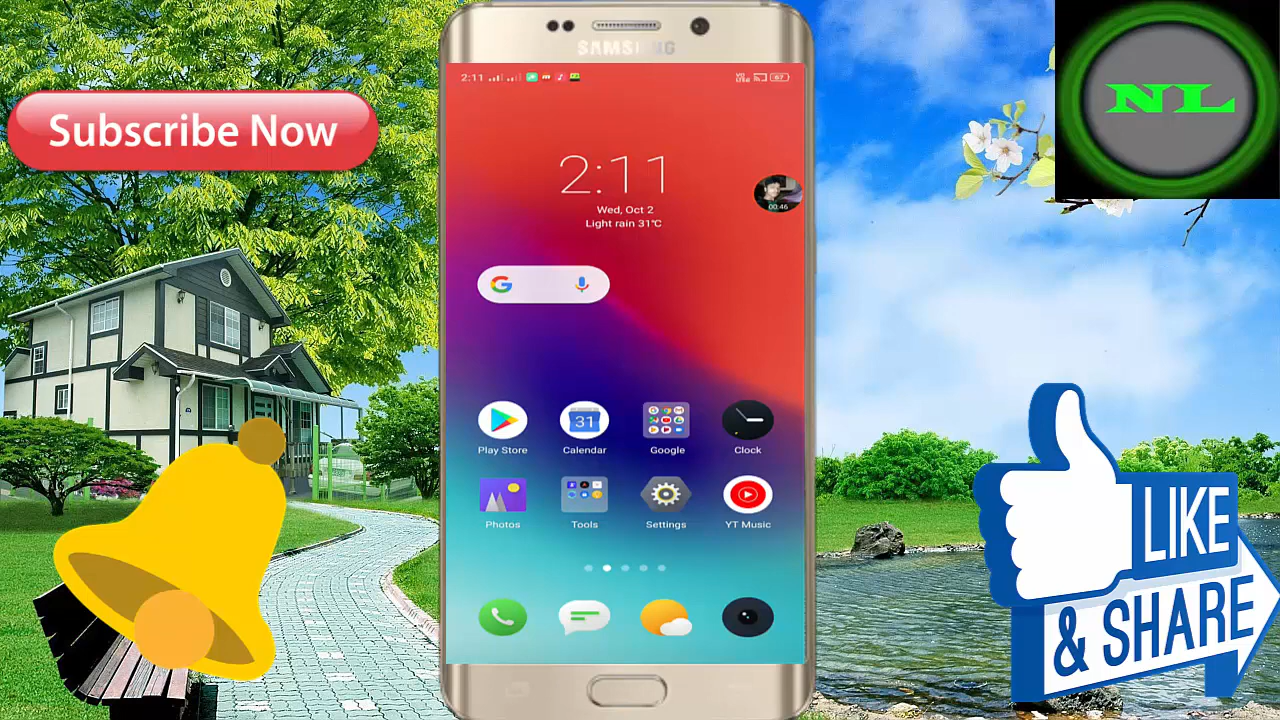 Subscribe Now
SAMSUNG
NL
2:11
67
2:11
Wed, Oct 2
Light rain 31°C
00:46
G
31
Play Store
Calendar
Google
Clock
Photos
Tools
Settings
YT Music
LIKE
& SHARE